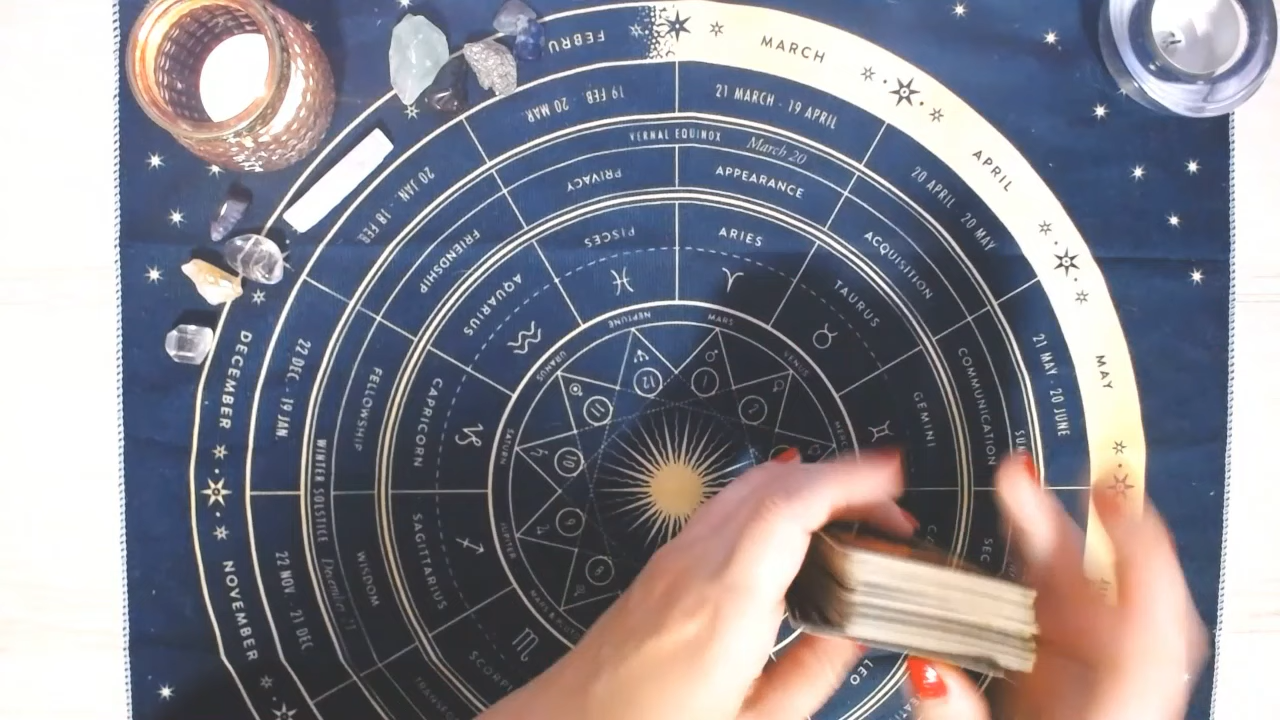 FEBRU
MARCH
APRIL
MAY
19 FEB. 20 MAR
21 MARCH - 19 APRIL
20 APRIL 20 MAY
21 MAY - 20 JUNE
20 JAN. - 18 FEB.
22 DEC. - 19 JAN.
22 NOV - 21 DEC
DECEMBER
NOVEMBER
VERNAL EQUINOX March 20
WINTER SOLSTICE December 21
PRIVACY
APPEARANCE
ACQUISITION
COMMUNICATION
FRIENDSHIP
FELLOWSHIP
WISDOM
PISCES
ARIES
TAURUS
GEMINI
AQUARIUS
CAPRICORN
SAGITTARIUS
SCORPI
LEO
NEPTUNE
MARS
VENUS
URANUS
SATURN
JUPITER
12
1
2
11
10
9
8